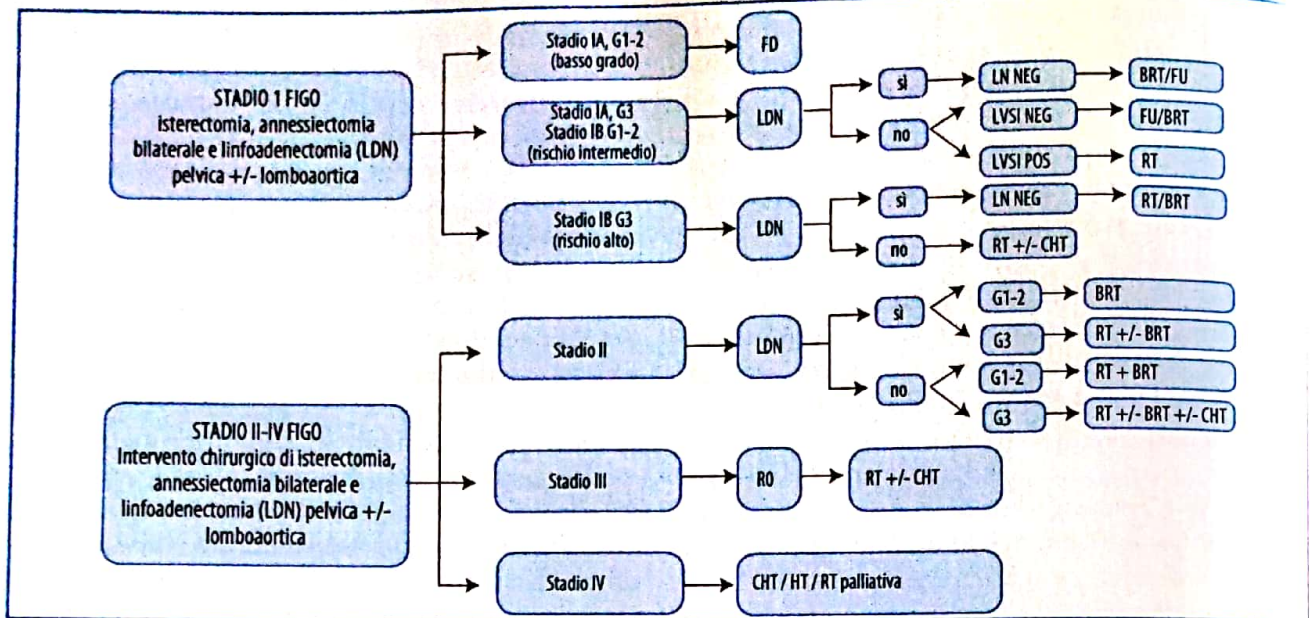 STADIO 1 FIGO
isterectomia, annessiectomia
bilaterale e linfoadenectomia (LDN)
pelvica +/- lomboaortica
Stadio IA, G1-2
(basso grado)
FD
Stadio IA, G3
Stadio IB G1-2
(rischio intermedio)
LDN
sì
LN NEG
BRT/FU
no
LVSI NEG
FU/BRT
LVSI POS
RT
Stadio IB G3
(rischio alto)
LDN
sì
LN NEG
RT/BRT
no
RT +/- CHT
STADIO II-IV FIGO
Intervento chirurgico di isterectomia,
annessiectomia bilaterale e
linfoadenectomia (LDN) pelvica +/-
lomboaortica
Stadio II
LDN
sì
G1-2
BRT
G3
RT +/- BRT
no
G1-2
RT + BRT
G3
RT +/- BRT +/- CHT
Stadio III
R0
RT +/- CHT
Stadio IV
CHT / HT / RT palliativa